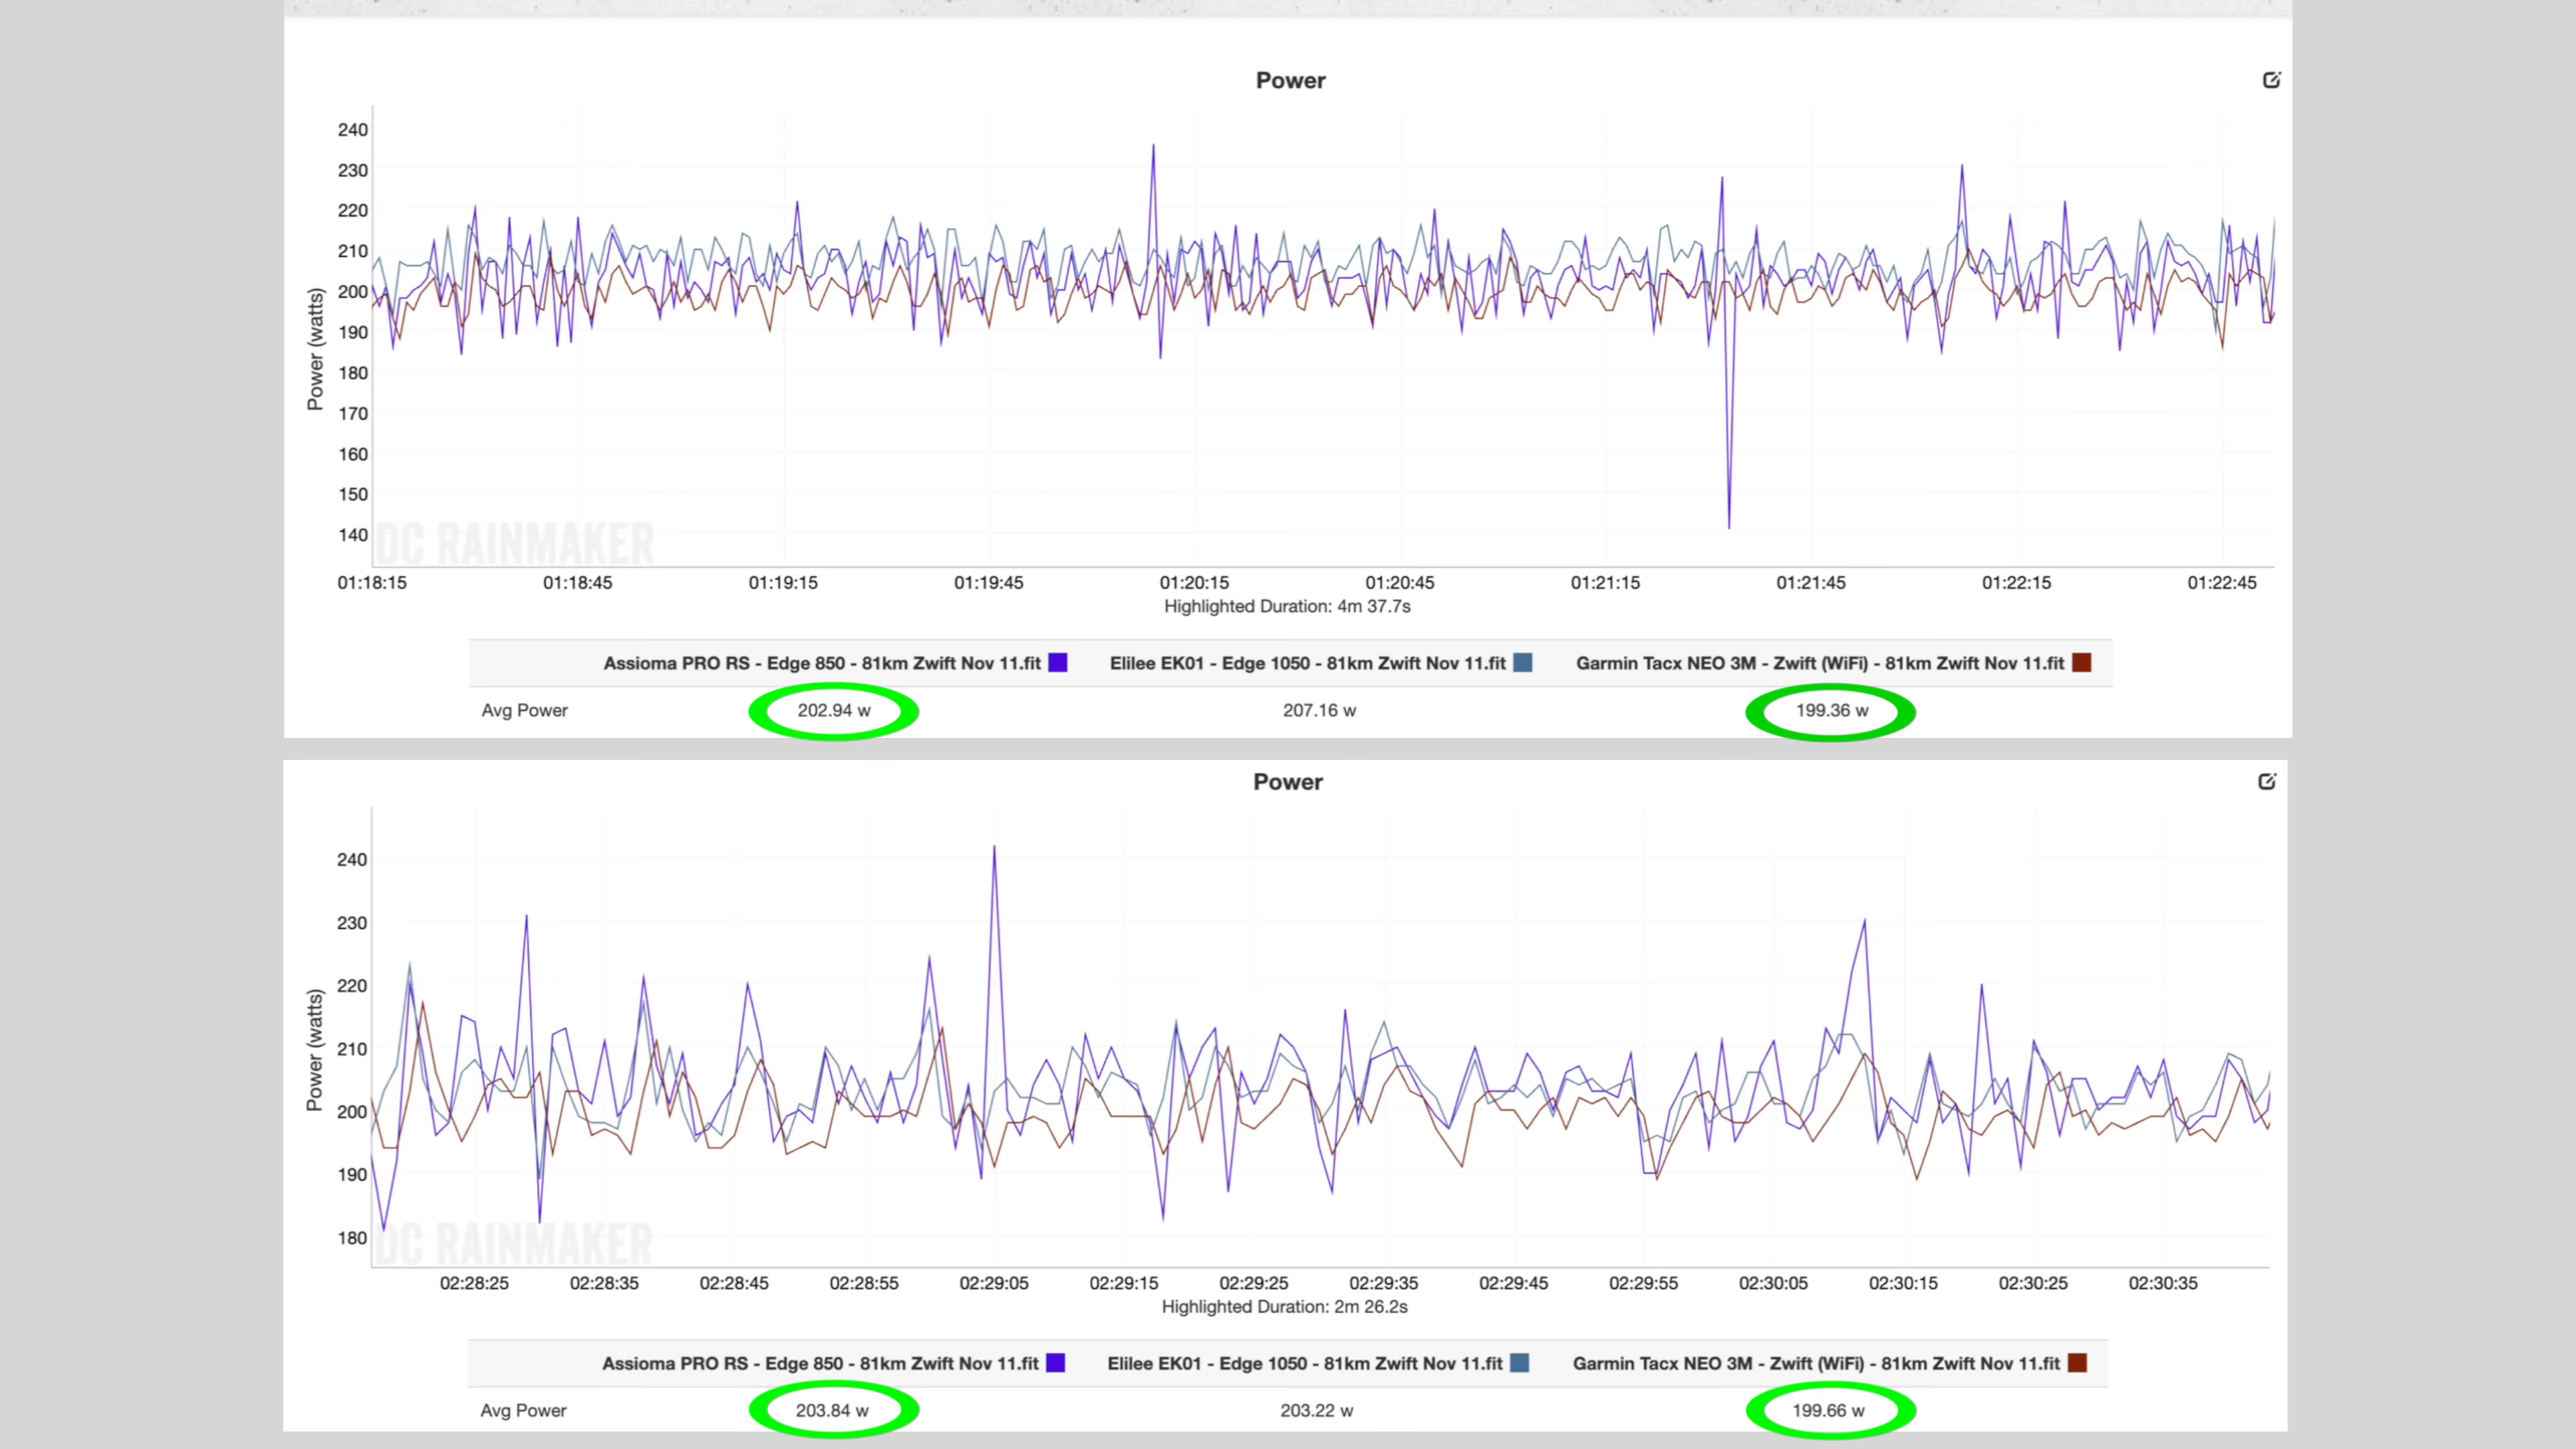 Power
240
230
220
210
200
190
180
170
160
150
140
Power (watts)
DC RAINMAKER
01:18:15 01:18:45 01:19:15 01:19:45 01:20:15 01:20:45 01:21:15 01:21:45 01:22:15 01:22:45
Highlighted Duration: 4m 37.7s
Assioma PRO RS - Edge 850 - 81km Zwift Nov 11.fit Elilee EK01 - Edge 1050 - 81km Zwift Nov 11.fit Garmin Tacx NEO 3M - Zwift (WiFi) - 81km Zwift Nov 11.fit
Avg Power 202.94 w 207.16 w 199.36 w
Power
240
230
220
210
200
190
180
Power (watts)
DC RAINMAKER
02:28:25 02:28:35 02:28:45 02:28:55 02:29:05 02:29:15 02:29:25 02:29:35 02:29:45 02:29:55 02:30:05 02:30:15 02:30:25 02:30:35
Highlighted Duration: 2m 26.2s
Assioma PRO RS - Edge 850 - 81km Zwift Nov 11.fit Elilee EK01 - Edge 1050 - 81km Zwift Nov 11.fit Garmin Tacx NEO 3M - Zwift (WiFi) - 81km Zwift Nov 11.fit
Avg Power 203.84 w 203.22 w 199.66 w